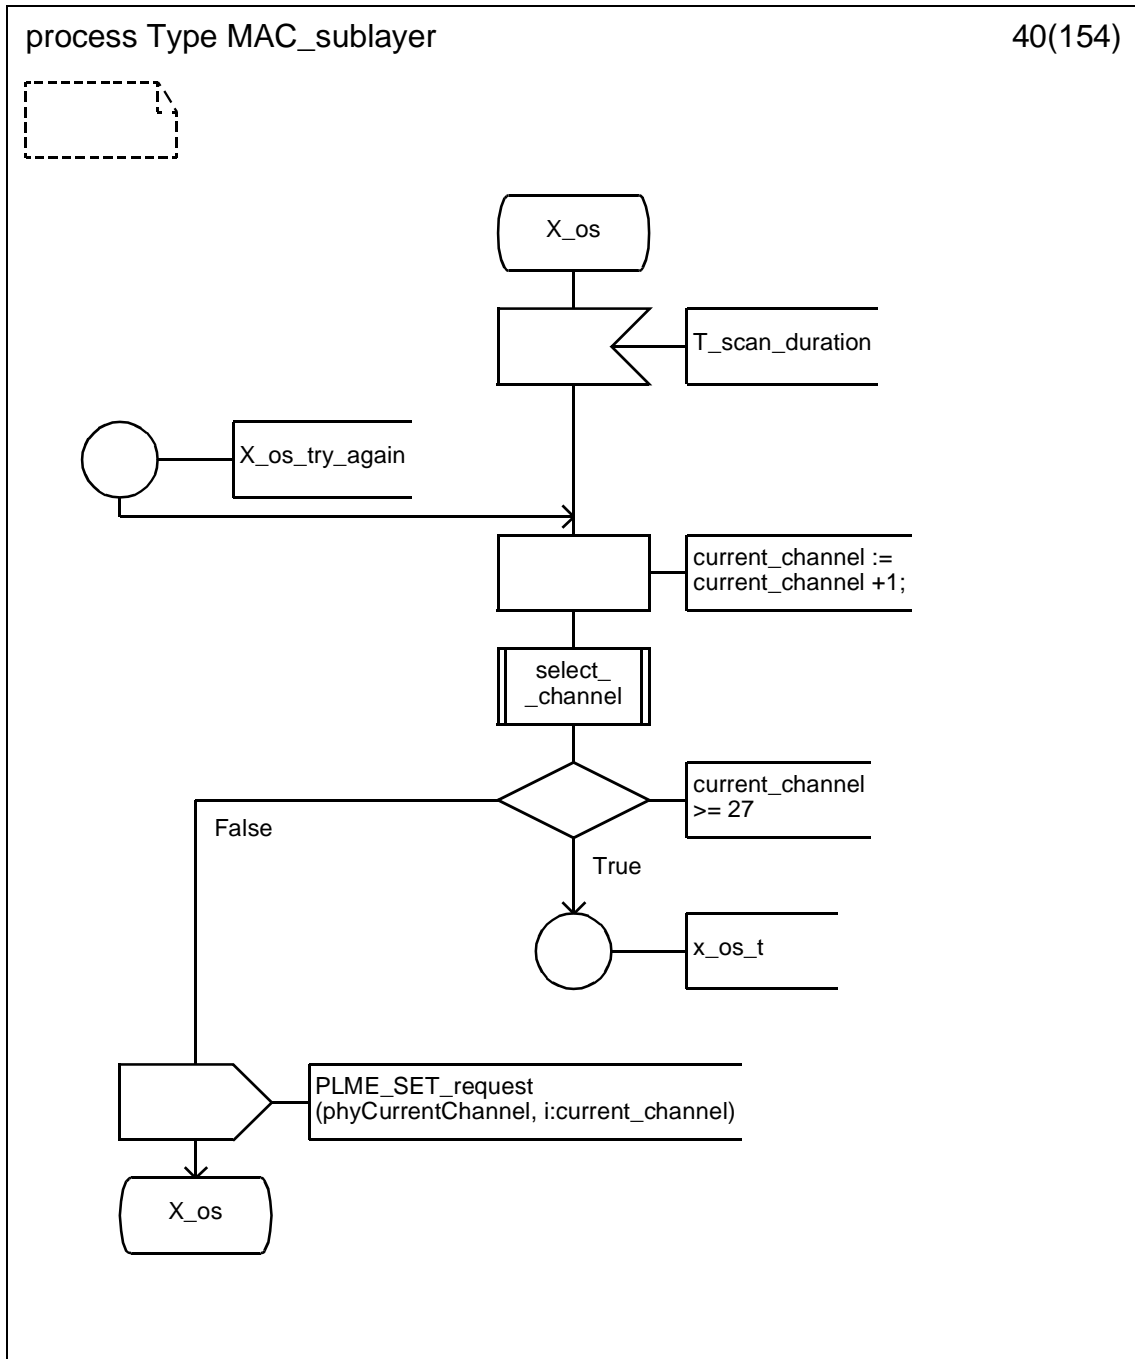 process Type MAC_sublayer
40(154)
X_os
T_scan_duration
X_os_try_again
current_channel :=
current_channel +1;
select_
_channel
current_channel
>= 27
False
True
x_os_t
PLME_SET_request
(phyCurrentChannel, i:current_channel)
X_os